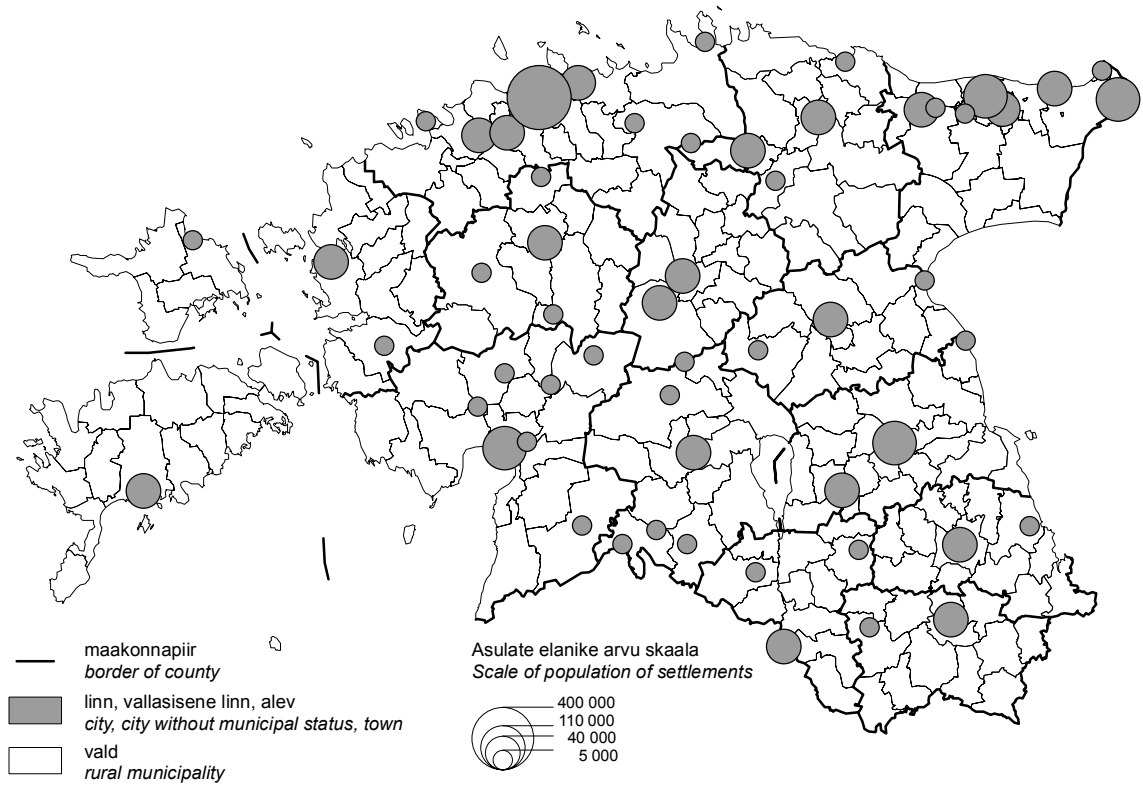 maakonnapiir
border of county
linn, vallasisene linn, alev
city, city without municipal status, town
vald
rural municipality
Asulate elanike arvu skaala
Scale of population of settlements
400 000
110 000
40 000
5 000